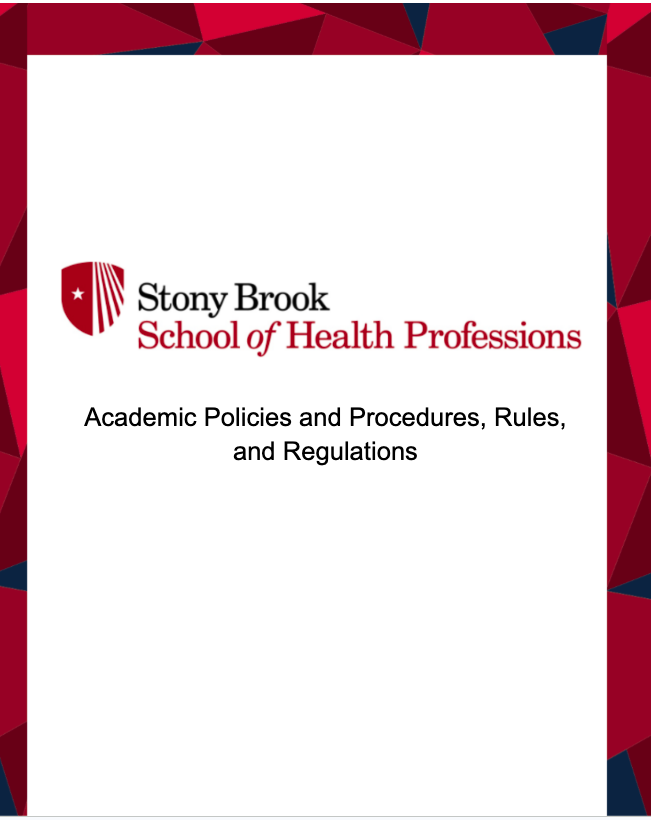 Stony Brook
School of Health Professions
Academic Policies and Procedures, Rules,
and Regulations